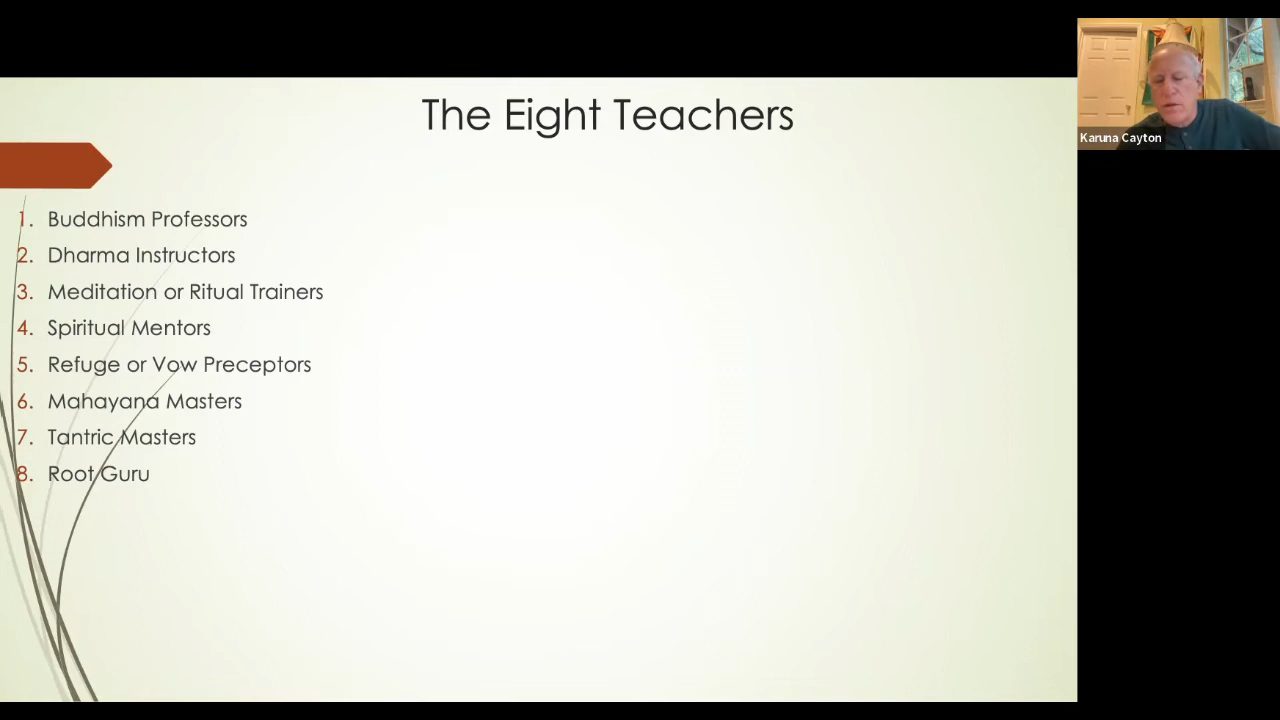 The Eight Teachers
1. Buddhism Professors
2. Dharma Instructors
3. Meditation or Ritual Trainers
4. Spiritual Mentors
5. Refuge or Vow Preceptors
6. Mahayana Masters
7. Tantric Masters
8. Root Guru
Karuna Cayton